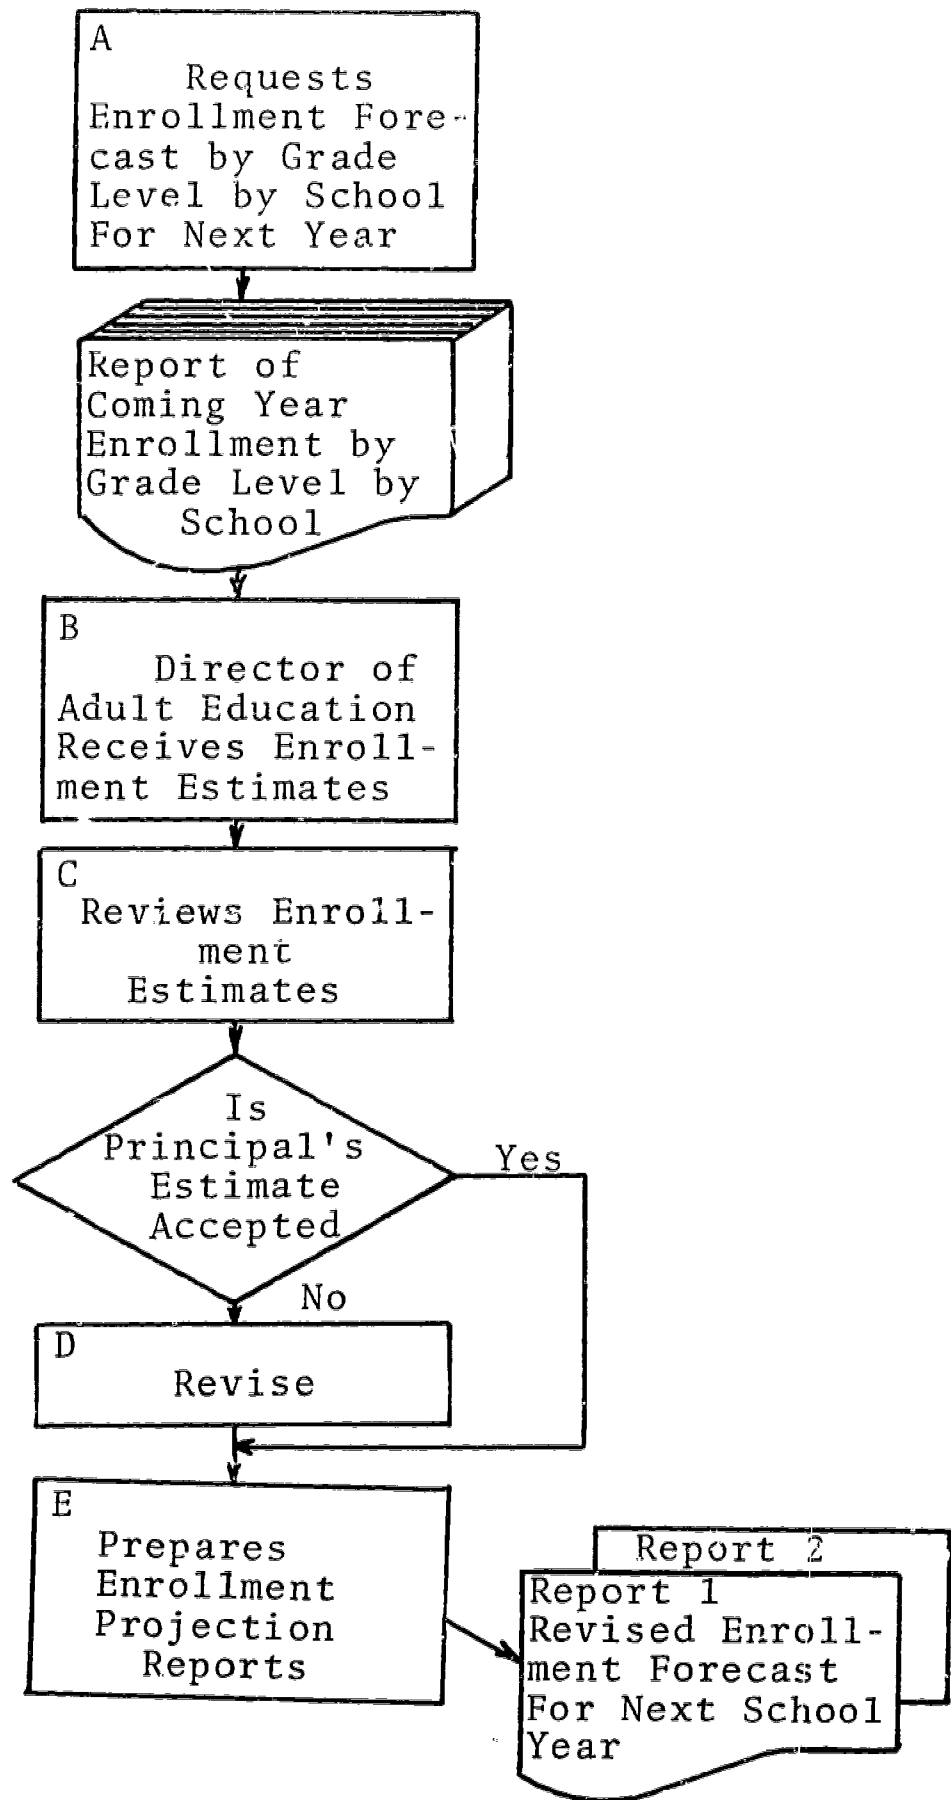 A
Requests
Enrollment Fore-
cast by Grade
Level by School
For Next Year
Report of
Coming Year
Enrollment by
Grade Level by
School
B
Director of
Adult Education
Receives Enroll-
ment Estimates
C
Reviews Enroll-
ment
Estimates
Is
Principal's
Estimate
Accepted
Yes
No
D
Revise
E
Prepares
Enrollment
Projection
Reports
Report 2
Report 1
Revised Enroll-
ment Forecast
For Next School
Year